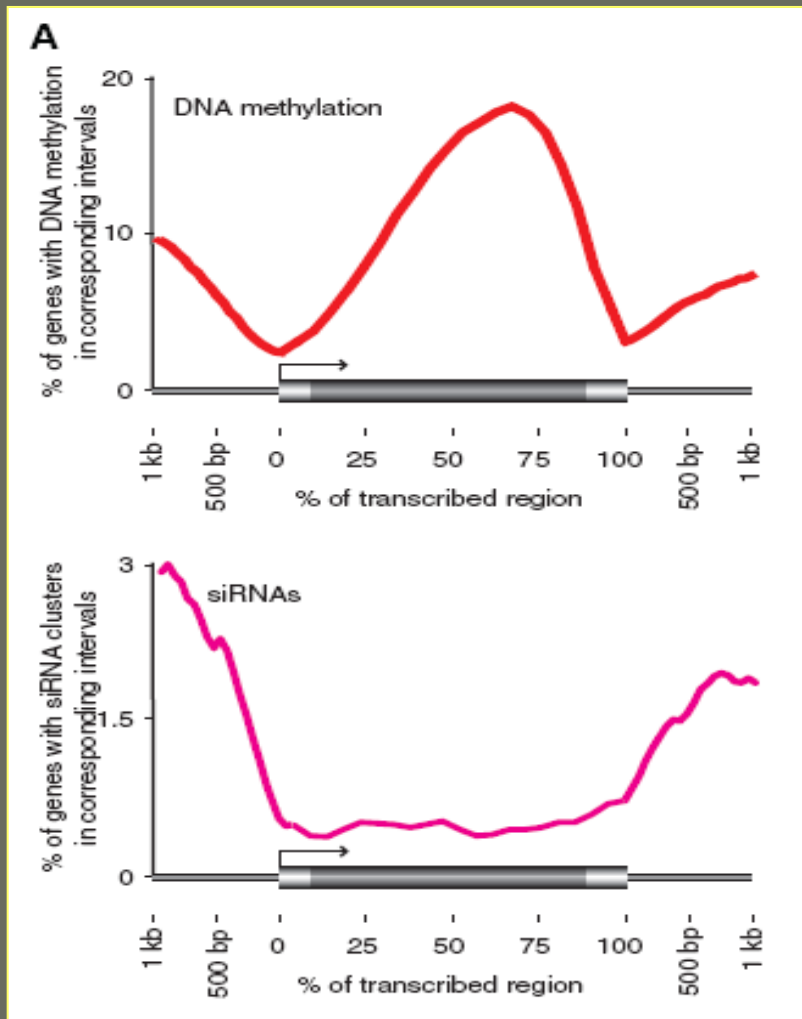 A
20
DNA methylation
10
0
% of genes with DNA methylation
in corresponding intervals
1 kb
500 bp
0
25
50
75
100
500 bp
1 kb
% of transcribed region
3
siRNAs
1.5
0
% of genes with siRNA clusters
in corresponding intervals
1 kb
500 bp
0
25
50
75
100
500 bp
1 kb
% of transcribed region